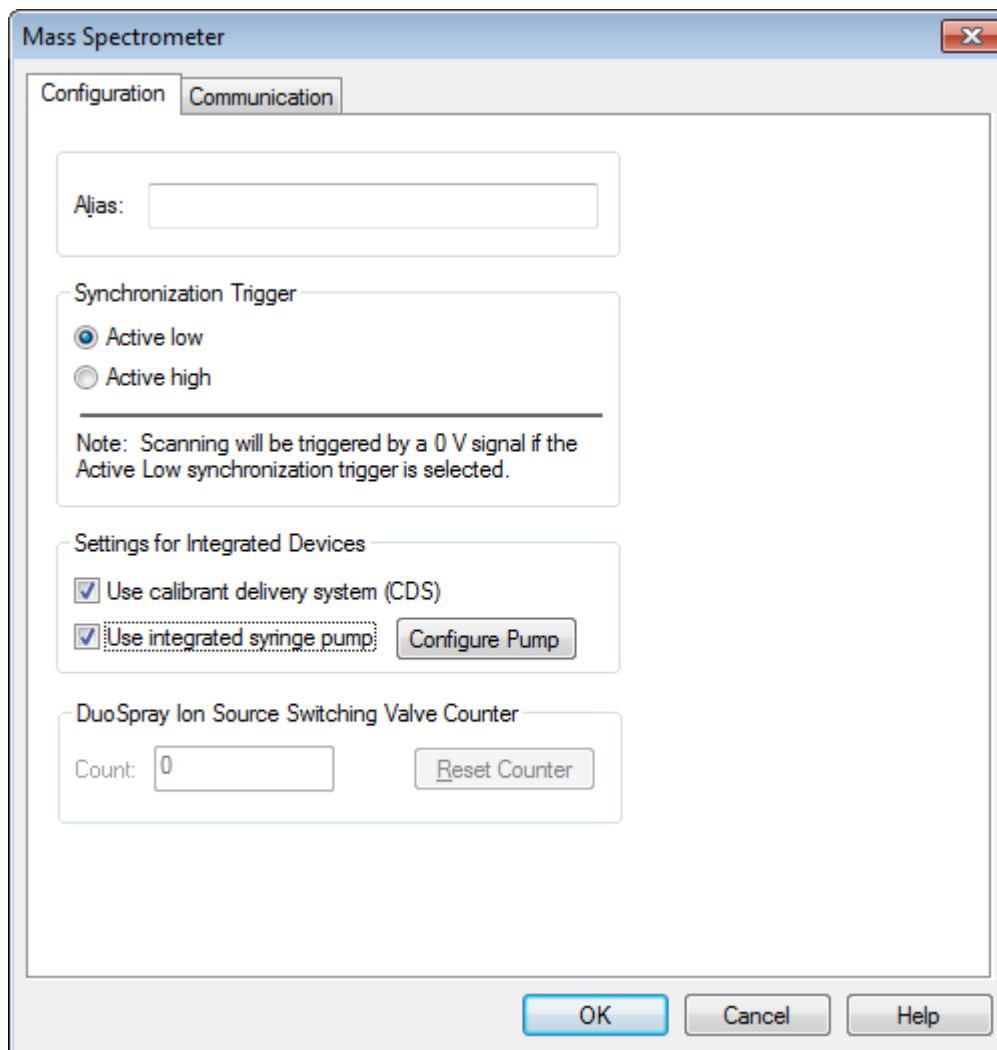 Mass Spectrometer
Configuration
Communication
Alias:
Synchronization Trigger
Active low
Active high
Note:  Scanning will be triggered by a 0 V signal if the
Active Low synchronization trigger is selected.
Settings for Integrated Devices
Use calibrant delivery system (CDS)
Use integrated syringe pump
Configure Pump
DuoSpray Ion Source Switching Valve Counter
Count: 0
Reset Counter
OK
Cancel
Help